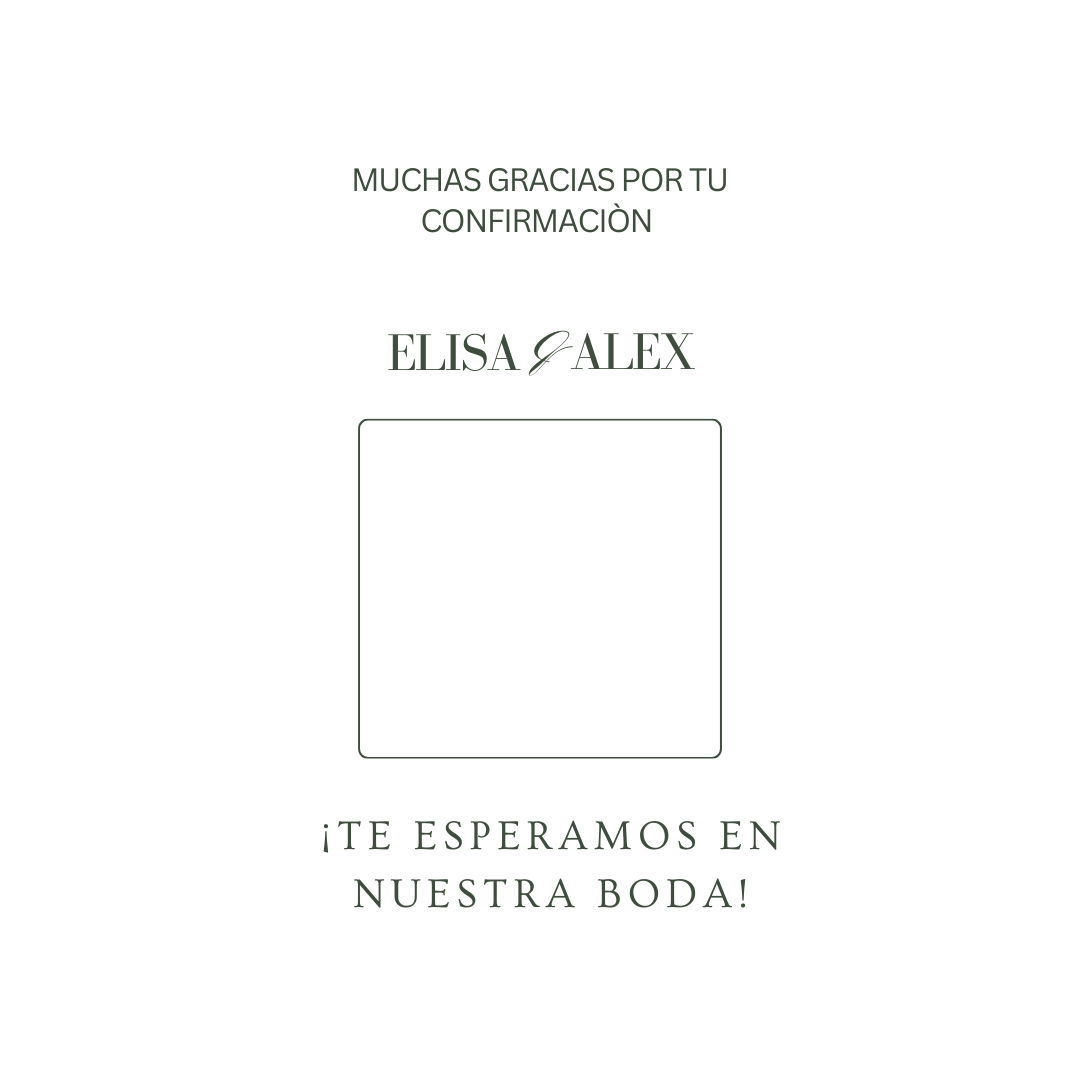 MUCHAS GRACIAS POR TU
CONFIRMACIÒN
ELISA & ALEX
¡TE ESPERAMOS EN
NUESTRA BODA!